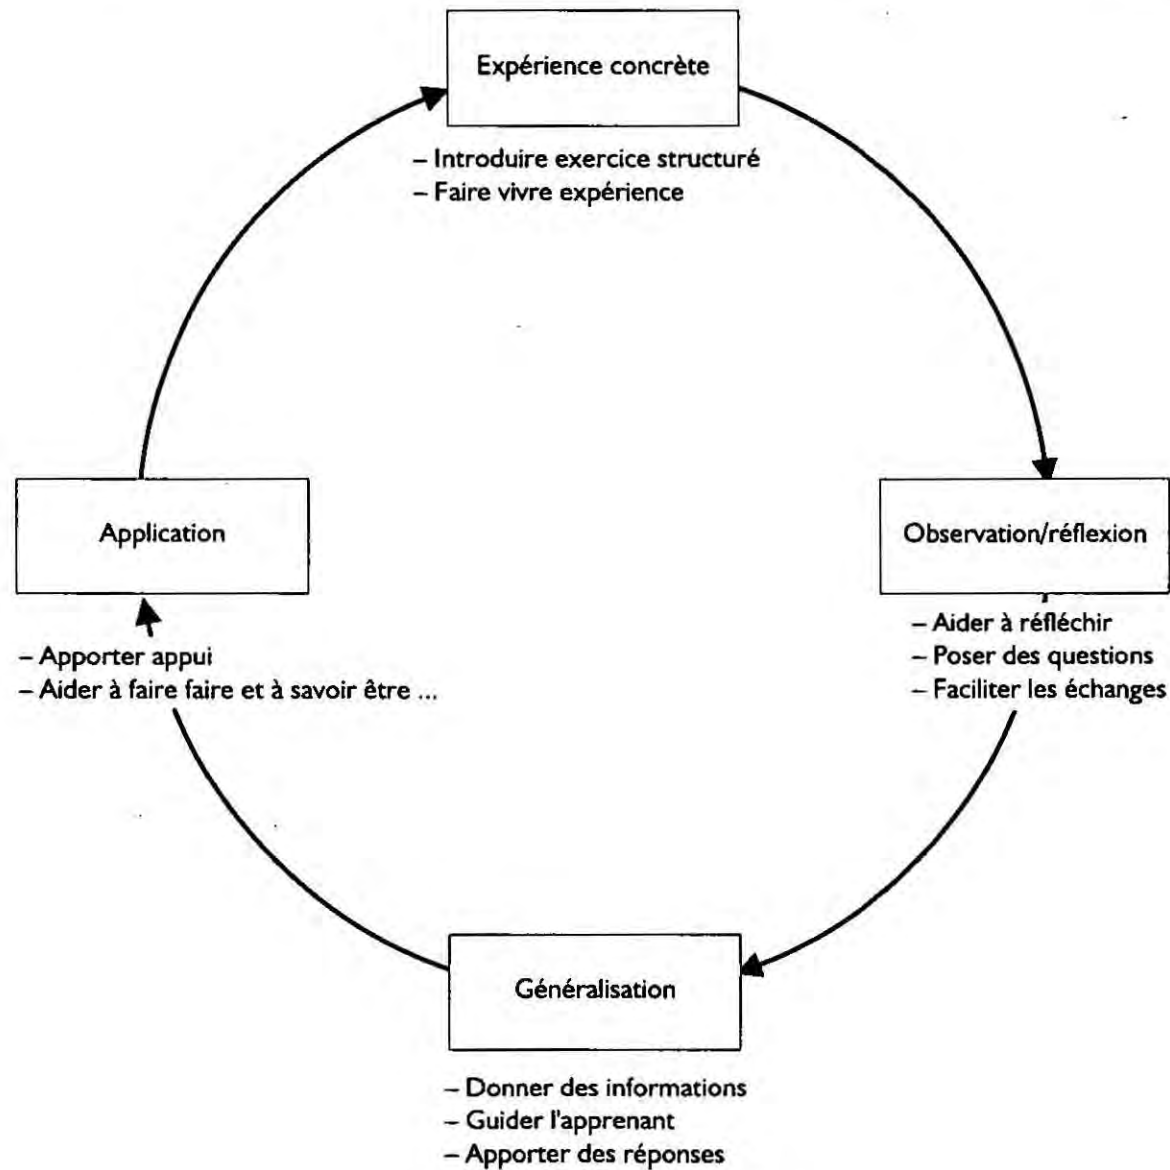 Expérience concrète
– Introduire exercice structuré
– Faire vivre expérience
Application
Observation/réflexion
– Apporter appui
– Aider à faire faire et à savoir être ...
– Aider à réfléchir
– Poser des questions
– Faciliter les échanges
Généralisation
– Donner des informations
– Guider l'apprenant
– Apporter des réponses